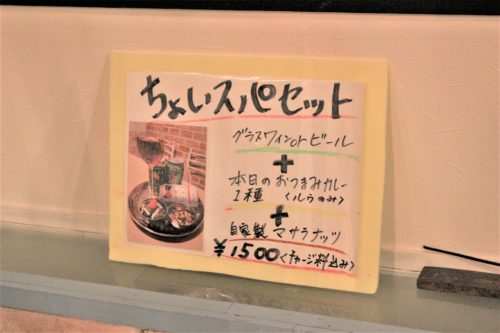 ちょいスパセット
グラスワインorビール
+
本日のおつまみカレー
1種 〈ルウのみ〉
+
自家製マサラナッツ
¥1500〈チャージ料込み〉